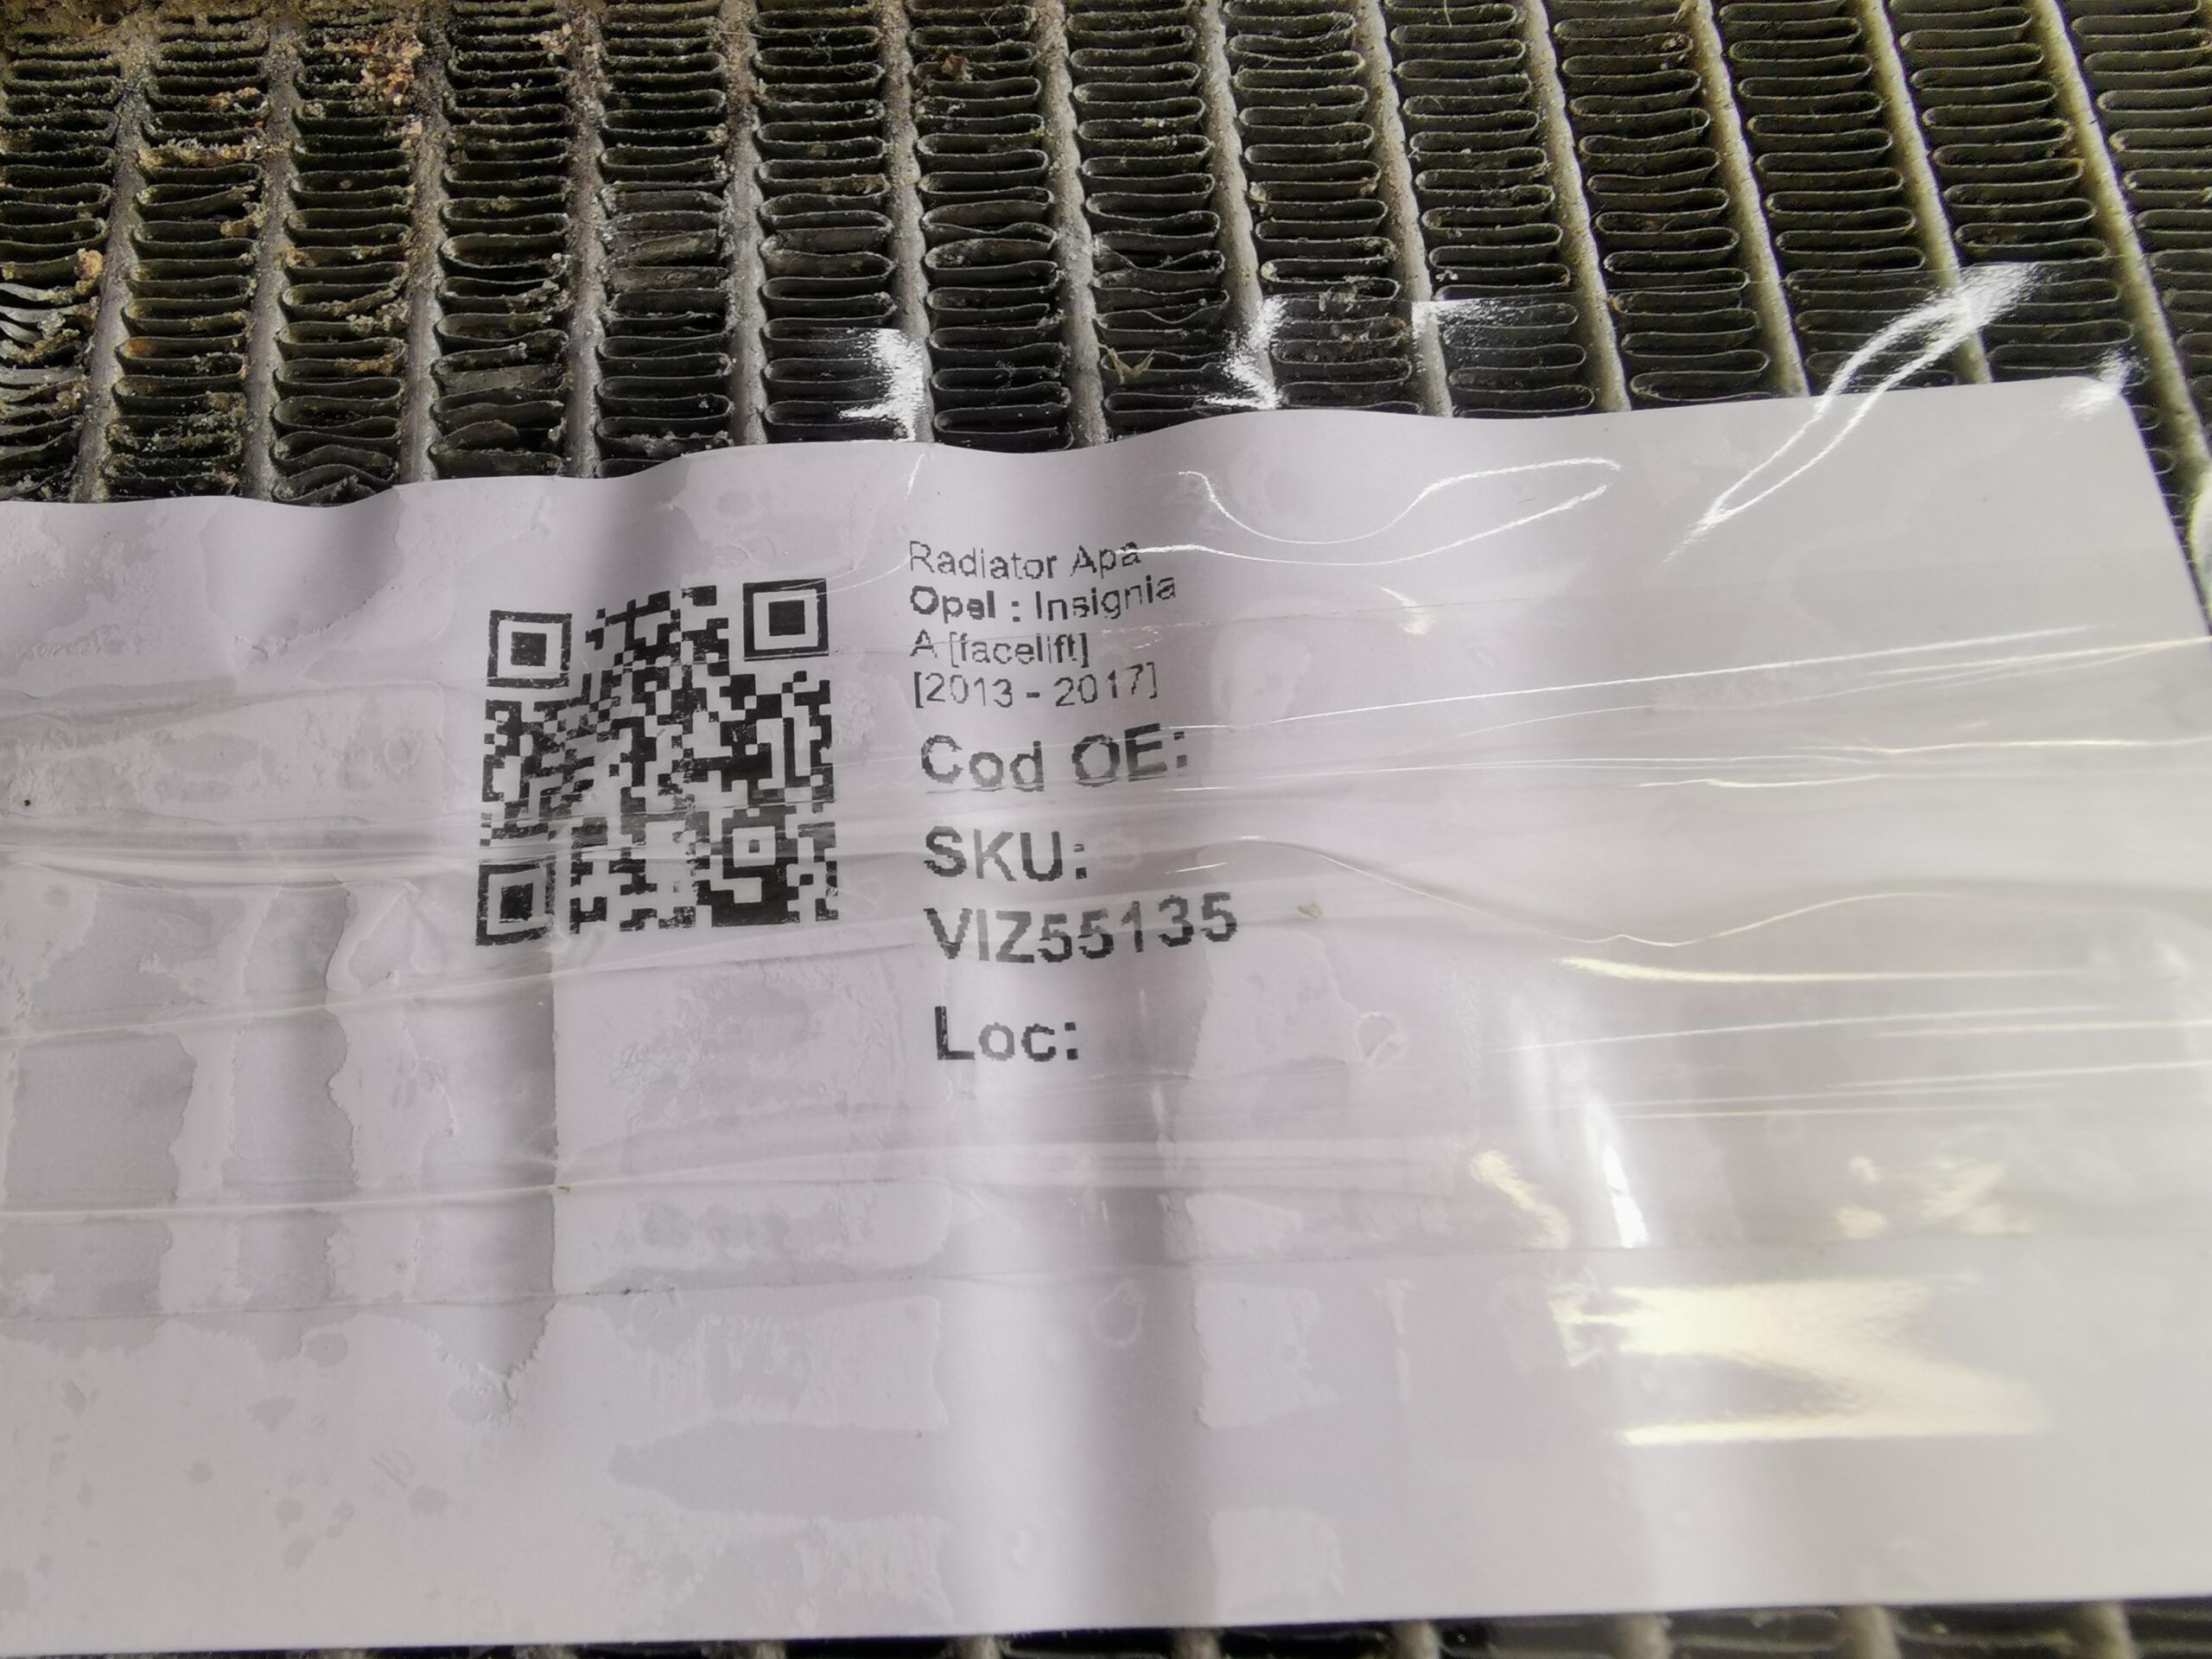 Radiator Apa
Opel : Insignia
A [facelift]
[2013 - 2017]
Cod OE:
SKU:
VIZ55135
Loc: